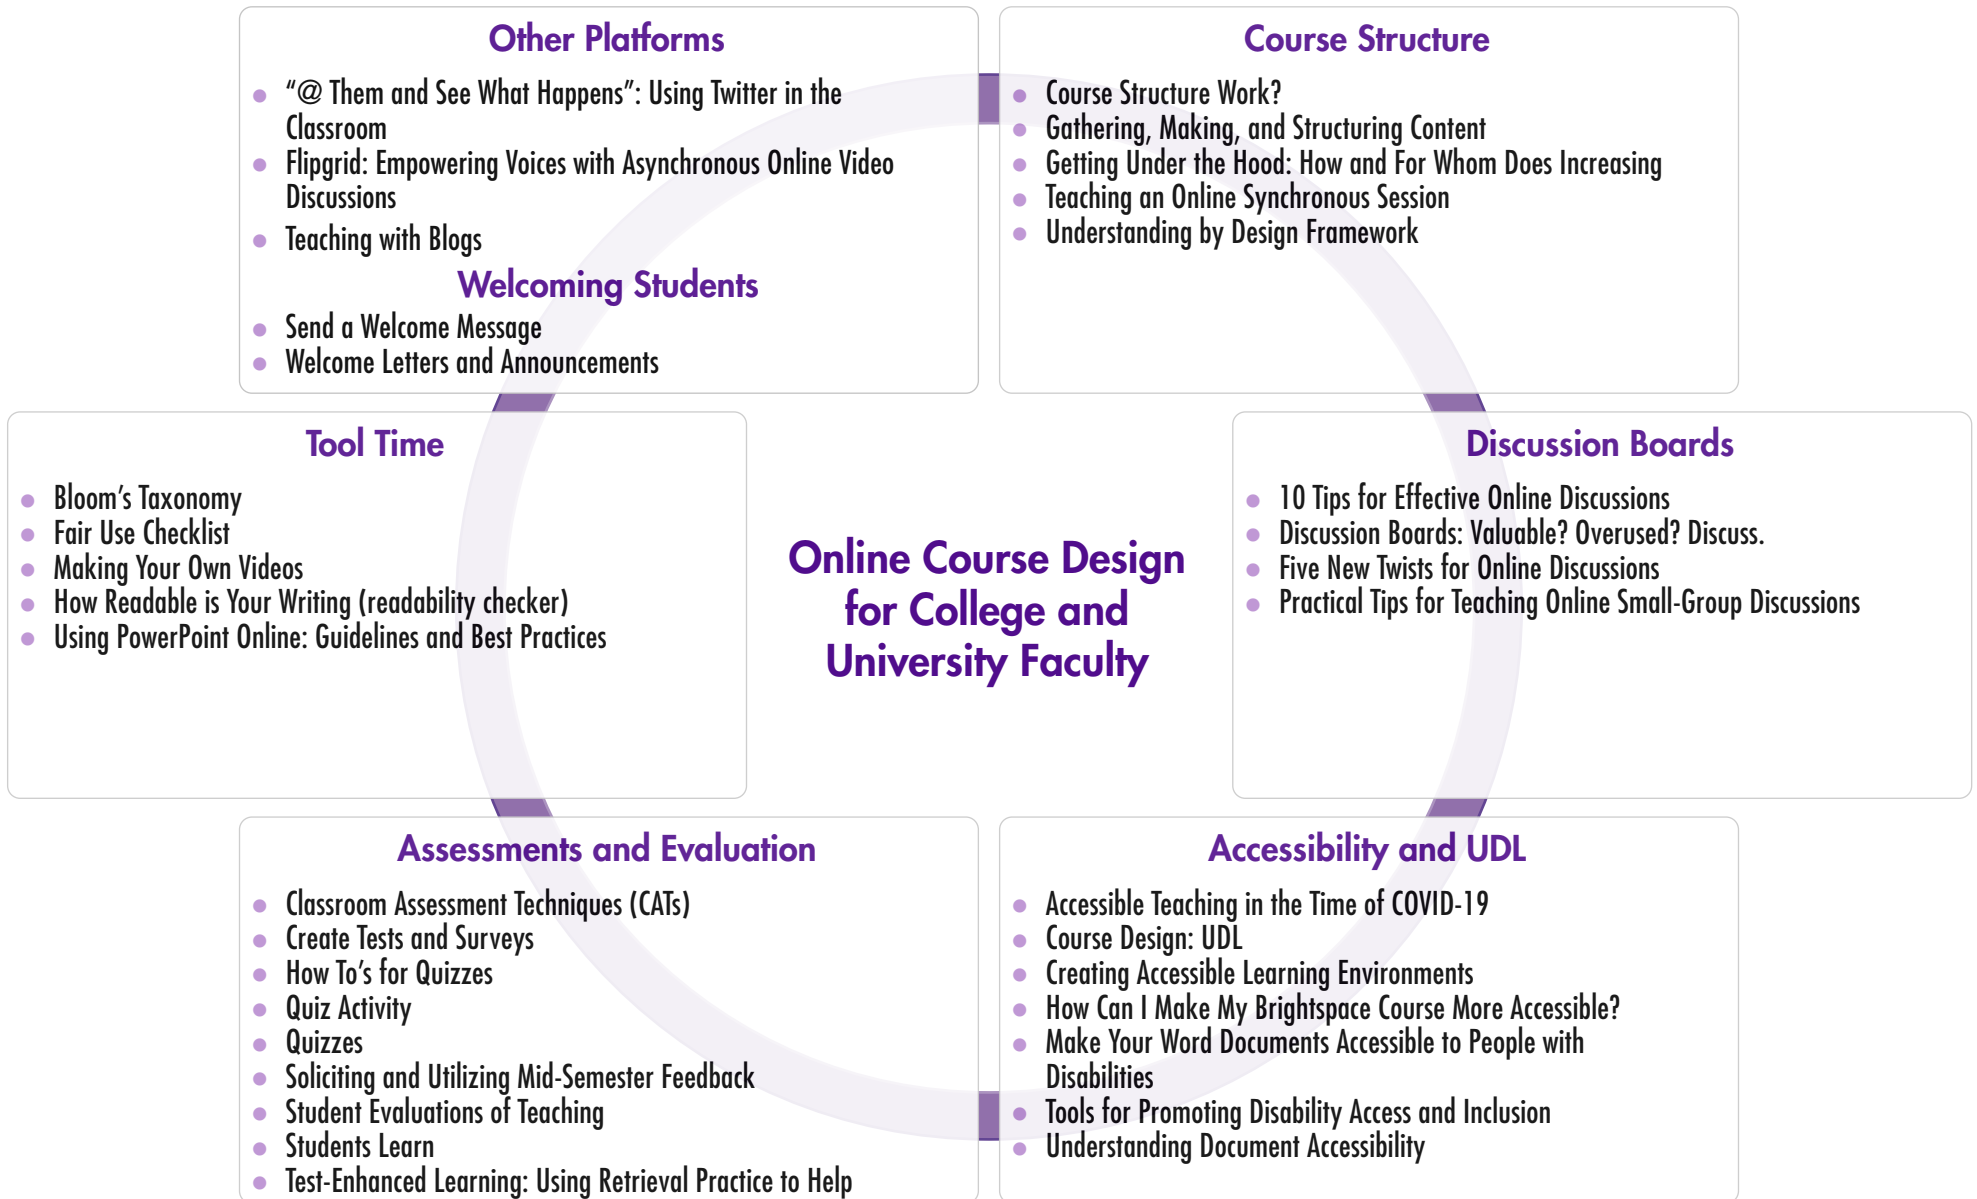 Other Platforms
• “@ Them and See What Happens”: Using Twitter in the
Classroom
• Flipgrid: Empowering Voices with Asynchronous Online Video
Discussions
• Teaching with Blogs
Welcoming Students
• Send a Welcome Message
• Welcome Letters and Announcements
Course Structure
• Course Structure Work?
• Gathering, Making, and Structuring Content
• Getting Under the Hood: How and For Whom Does Increasing
• Teaching an Online Synchronous Session
• Understanding by Design Framework
Tool Time
• Bloom’s Taxonomy
• Fair Use Checklist
• Making Your Own Videos
• How Readable is Your Writing (readability checker)
• Using PowerPoint Online: Guidelines and Best Practices
Online Course Design
for College and
University Faculty
Discussion Boards
• 10 Tips for Effective Online Discussions
• Discussion Boards: Valuable? Overused? Discuss.
• Five New Twists for Online Discussions
• Practical Tips for Teaching Online Small-Group Discussions
Assessments and Evaluation
• Classroom Assessment Techniques (CATs)
• Create Tests and Surveys
• How To’s for Quizzes
• Quiz Activity
• Quizzes
• Soliciting and Utilizing Mid-Semester Feedback
• Student Evaluations of Teaching
• Students Learn
• Test-Enhanced Learning: Using Retrieval Practice to Help
Accessibility and UDL
• Accessible Teaching in the Time of COVID-19
• Course Design: UDL
• Creating Accessible Learning Environments
• How Can I Make My Brightspace Course More Accessible?
• Make Your Word Documents Accessible to People with
Disabilities
• Tools for Promoting Disability Access and Inclusion
• Understanding Document Accessibility